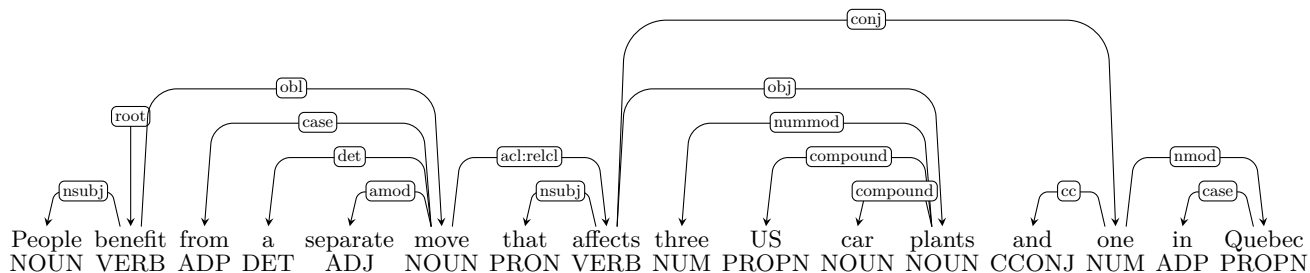 conj
obl obj
root case nummod
det acl:relcl compound nmod
nsubj amod nsubj compound cc case
People benefit from a separate move that affects three US car plants and one in Quebec
NOUN VERB ADP DET ADJ NOUN PRON VERB NUM PROPN NOUN NOUN CCONJ NUM ADP PROPN